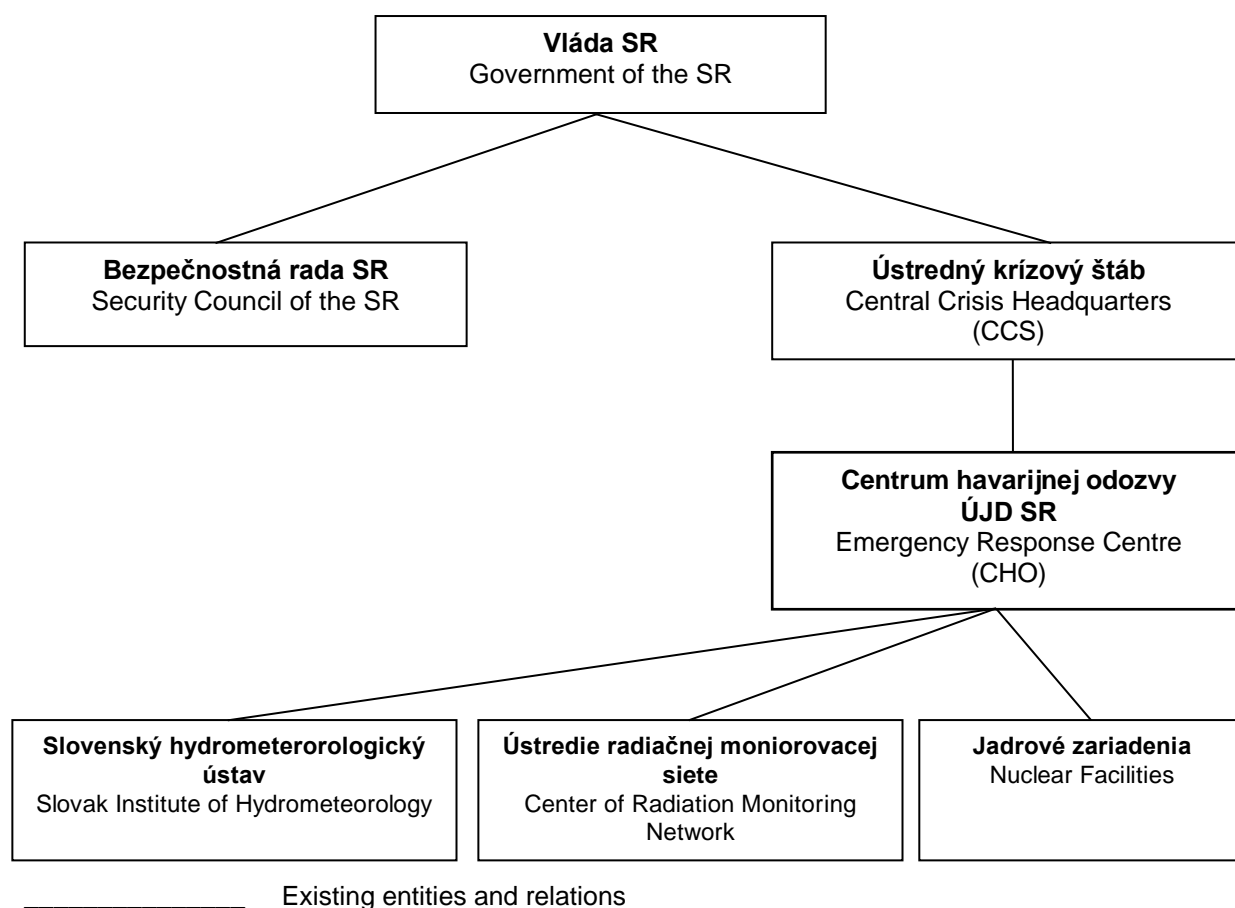 Vláda SR
Government of the SR
Bezpečnostná rada SR
Security Council of the SR
Ústredný krízový štáb
Central Crisis Headquarters
(CCS)
Centrum havarijnej odozvy
ÚJD SR
Emergency Response Centre
(CHO)
Slovenský hydrometerorologický
ústav
Slovak Institute of Hydrometeorology
Ústredie radiačnej moniorovacej
siete
Center of Radiation Monitoring
Network
Jadrové zariadenia
Nuclear Facilities
Existing entities and relations